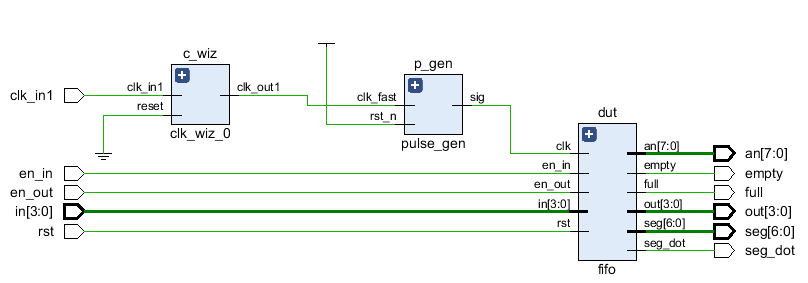 c_wiz
clk_in1
clk_in1
reset
clk_out1
clk_wiz_0
p_gen
clk_fast
rst_n
sig
pulse_gen
dut
clk
en_in
en_out
in[3:0]
rst
an[7:0]
empty
full
out[3:0]
seg[6:0]
seg_dot
fifo
en_in
en_out
in[3:0]
rst
an[7:0]
empty
full
out[3:0]
seg[6:0]
seg_dot